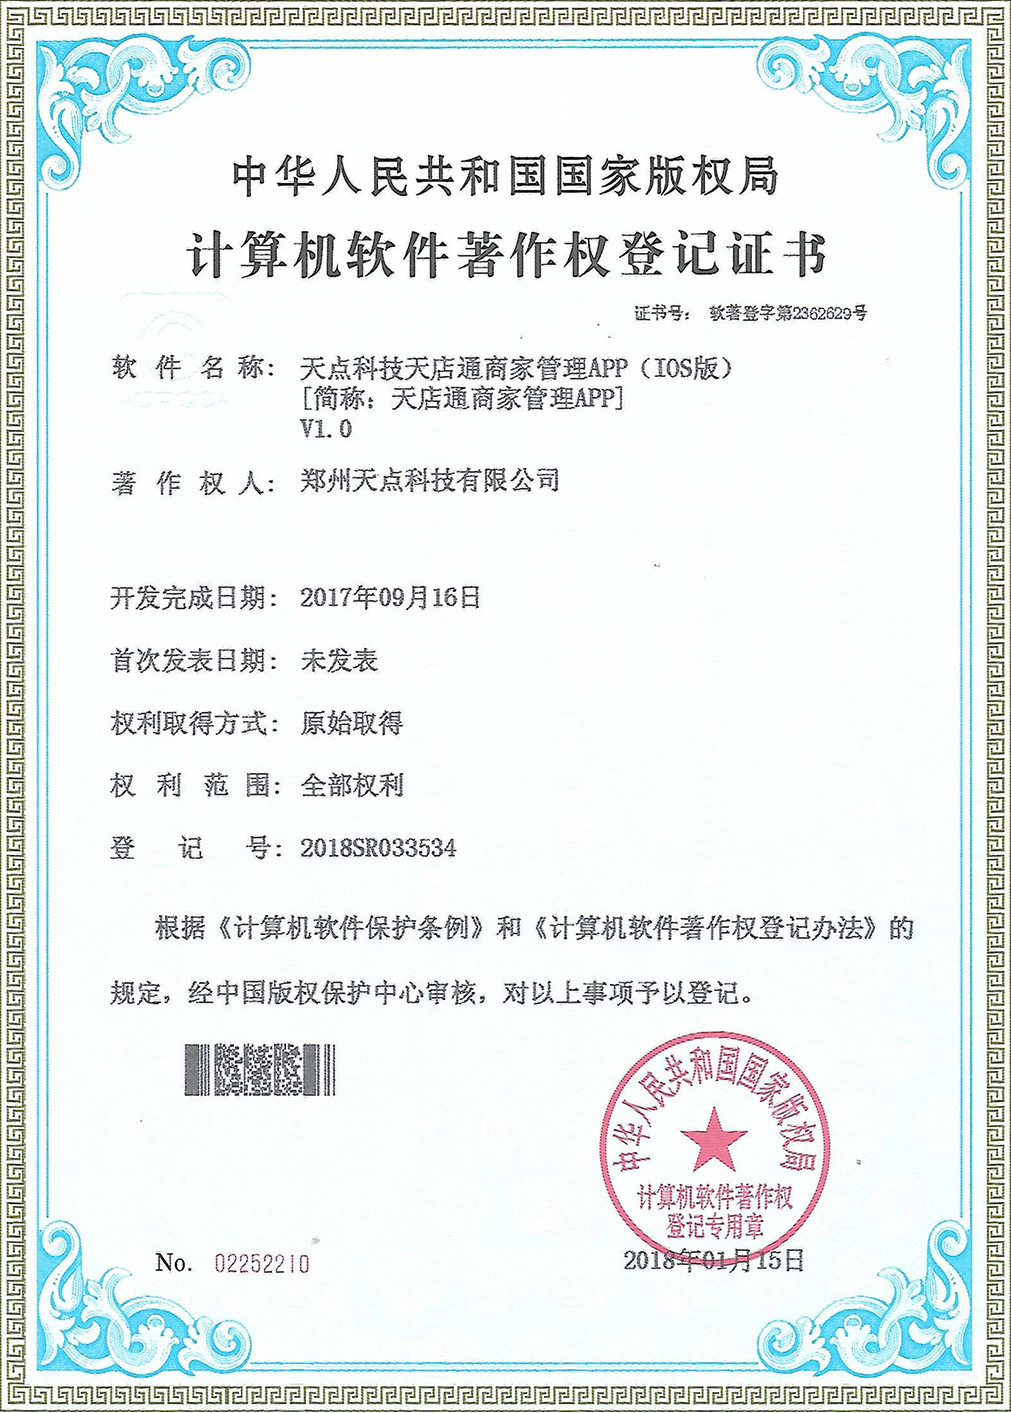 中华人民共和国国家版权局
计算机软件著作权登记证书
证书号： 软著登字第2362629号
软件名称： 天点科技天店通商家管理APP（IOS版）
[简称：天店通商家管理APP]
V1.0
著作权人： 郑州天点科技有限公司
开发完成日期： 2017年09月16日
首次发表日期： 未发表
权利取得方式： 原始取得
权利范围： 全部权利
登记号： 2018SR033534
根据《计算机软件保护条例》和《计算机软件著作权登记办法》的
规定，经中国版权保护中心审核，对以上事项予以登记。
中华人民共和国国家版权局
计算机软件著作权
登记专用章
No. 02252210
2018年01月15日